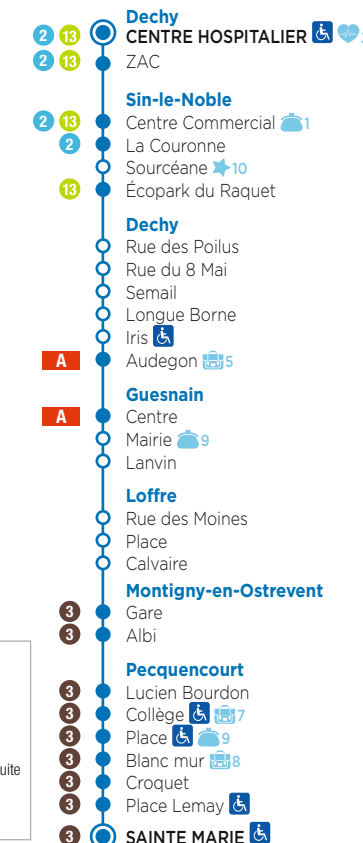 Dechy
2 13 CENTRE HOSPITALIER
2 13 ZAC
Sin-le-Noble
2 13 Centre Commercial 1
2 La Couronne
Sourcéane 10
13 Écopark du Raquet
Dechy
Rue des Poilus
Rue du 8 Mai
Semail
Longue Borne
Iris
A Audegon 5
Guesnain
A Centre
Mairie 9
Lanvin
Loffre
Rue des Moines
Place
Calvaire
Montigny-en-Ostrevent
3 Gare
3 Albi
Pecquencourt
3 Lucien Bourdon
3 Collège 7
3 Place 9
3 Blanc mur 8
uite
3 Croquet
3 Place Lemay
3 SAINTE MARIE